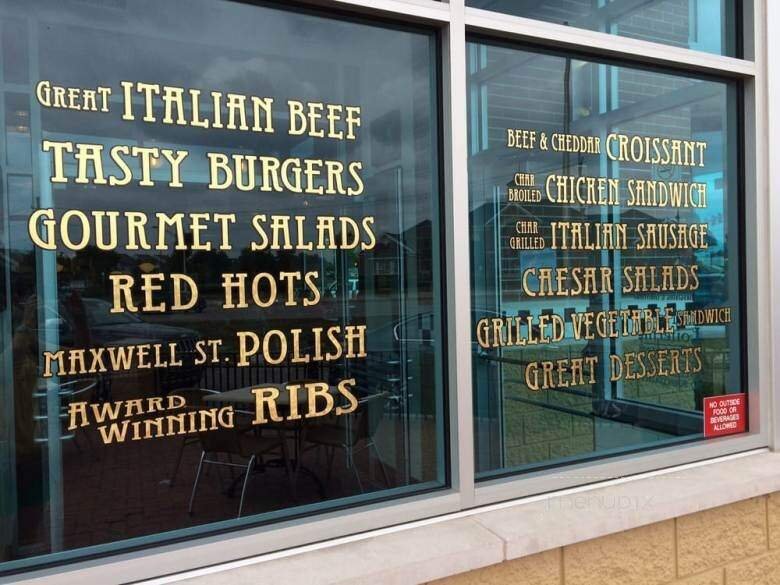 GREAT ITALIAN BEEF
TASTY BURGERS
GOURMET SALADS
RED HOTS
MAXWELL ST. POLISH
AWARD WINNING RIBS
BEEF & CHEDDAR CROISSANT
CHAR BROILED CHICKEN SANDWICH
CHAR GRILLED ITALIAN SAUSAGE
CAESAR SALADS
GRILLED VEGETABLE SANDWICH
GREAT DESSERTS
NO OUTSIDE
FOOD OR
BEVERAGES
ALLOWED
menupix